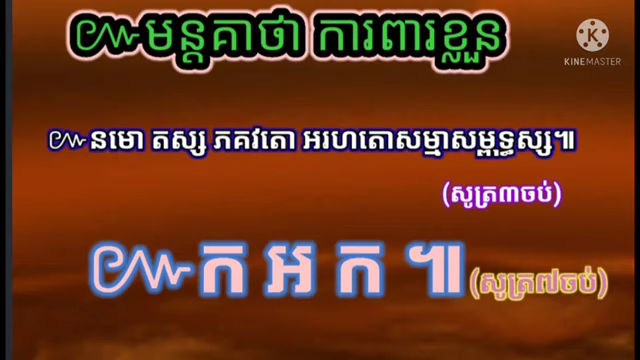 ៚មន្តគាថា ការពារខ្លួន
KINEMASTER
៚នមោ តស្ស ភគវតោ អរហតោសម្មាសម្ពុទ្ធស្ស៕
(សូត្រ៣ចប់)
៚ក អ ក ៕
(សូត្រ៧ចប់)